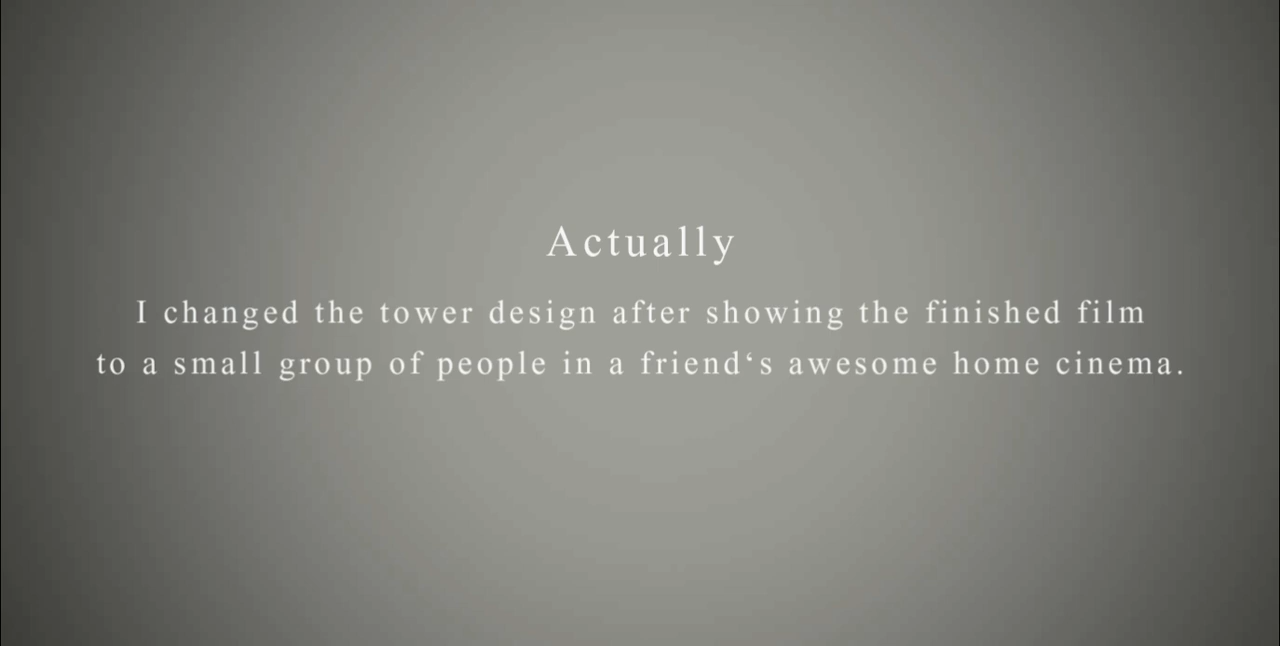 Actually
I changed the tower design after showing the finished film
to a small group of people in a friend‘s awesome home cinema.